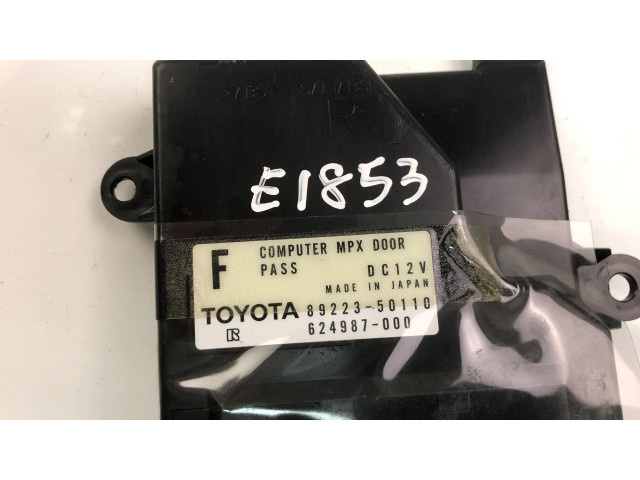 R
E1853
F COMPUTER MPX DOOR
PASS DC12V
MADE IN JAPAN
TOYOTA 89223-50110
R 624987-000